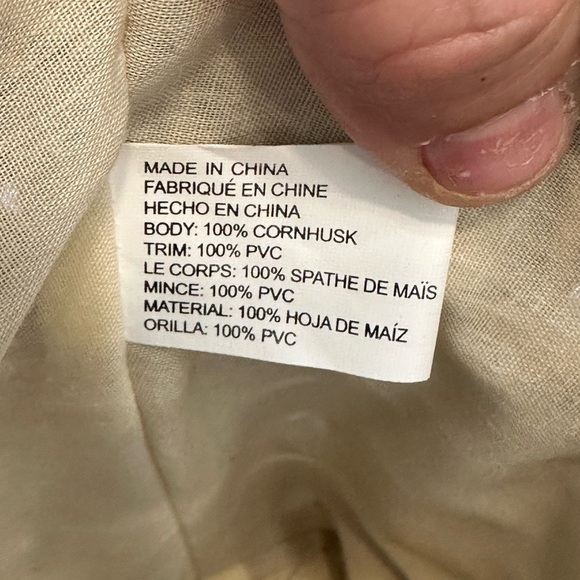 MADE IN CHINA
FABRIQUÉ EN CHINE
HECHO EN CHINA
BODY: 100% CORNHUSK
TRIM: 100% PVC
LE CORPS: 100% SPATHE DE MAÏS
MINCE: 100% PVC
MATERIAL: 100% HOJA DE MAÍZ
ORILLA: 100% PVC